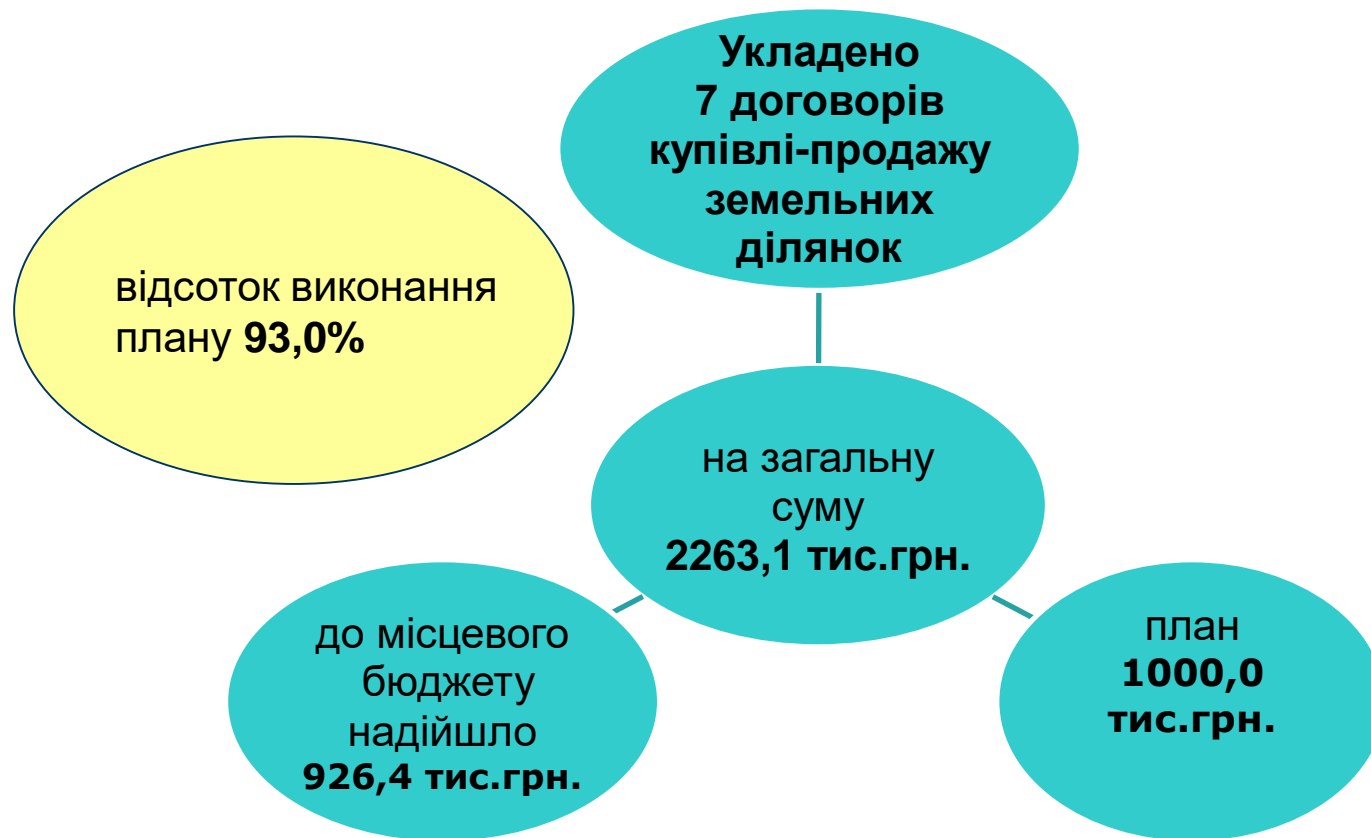 Укладено
7 договорів
купівлі-продажу
земельних
ділянок
відсоток виконання
плану 93,0%
на загальну
суму
2263,1 тис.грн.
до місцевого
бюджету
надійшло
926,4 тис.грн.
план
1000,0
тис.грн.